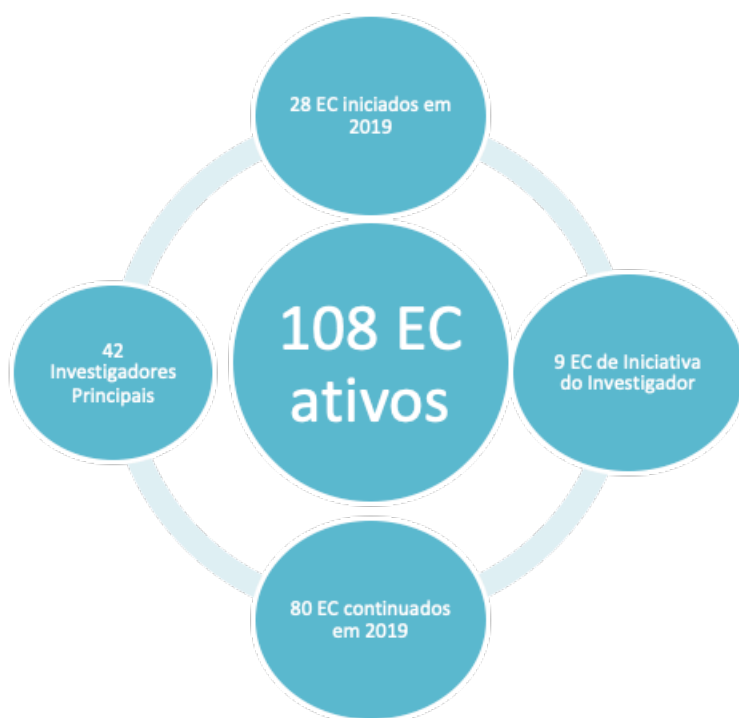 28 EC iniciados em
2019
108 EC
ativos
42
Investigadores
Principais
9 EC de Iniciativa
do Investigador
80 EC continuados
em 2019